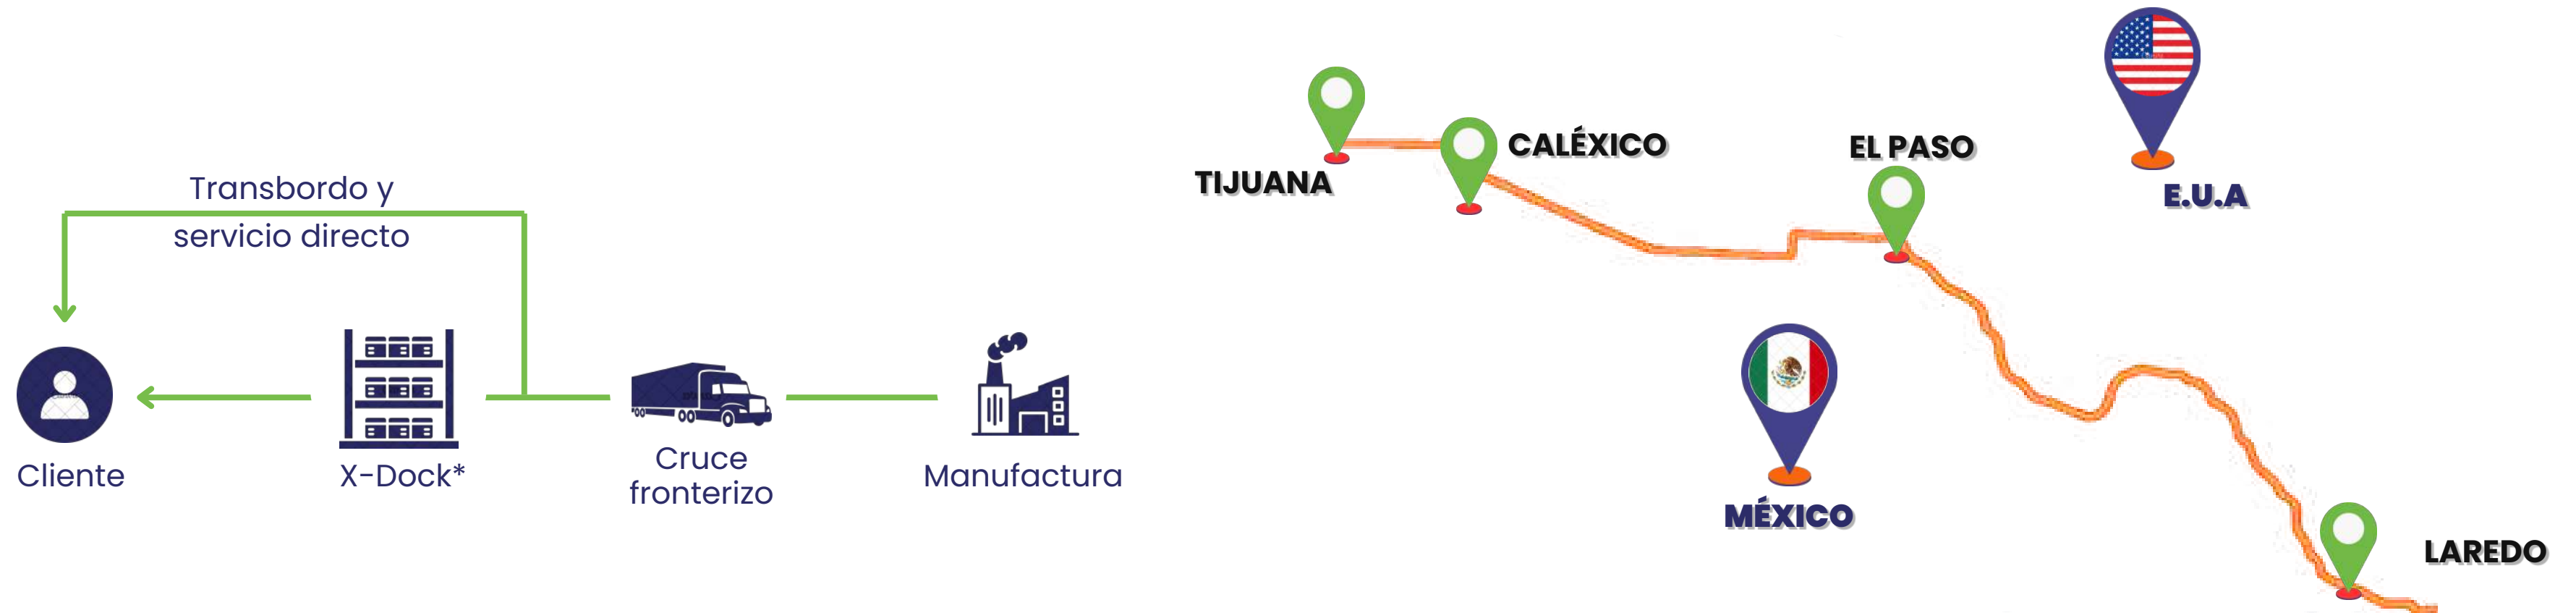 Transbordo y
servicio directo
Cliente
X-Dock*
Cruce
fronterizo
Manufactura
TIJUANA
CALÉXICO
EL PASO
E.U.A
MÉXICO
LAREDO